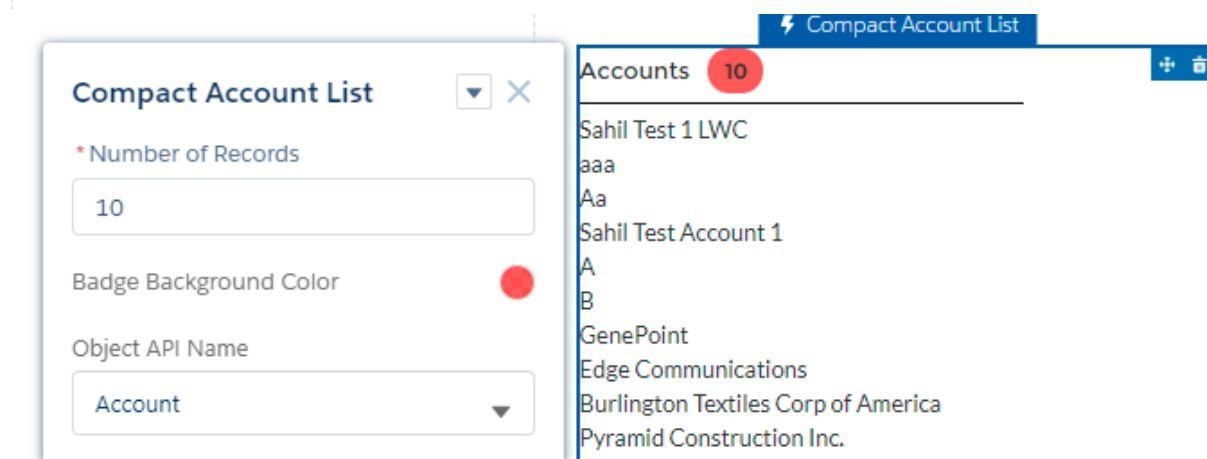 Compact Account List
*Number of Records
10
Badge Background Color
Object API Name
Account
Compact Account List
Accounts 10
Sahil Test 1 LWC
aaa
Aa
Sahil Test Account 1
A
B
GenePoint
Edge Communications
Burlington Textiles Corp of America
Pyramid Construction Inc.